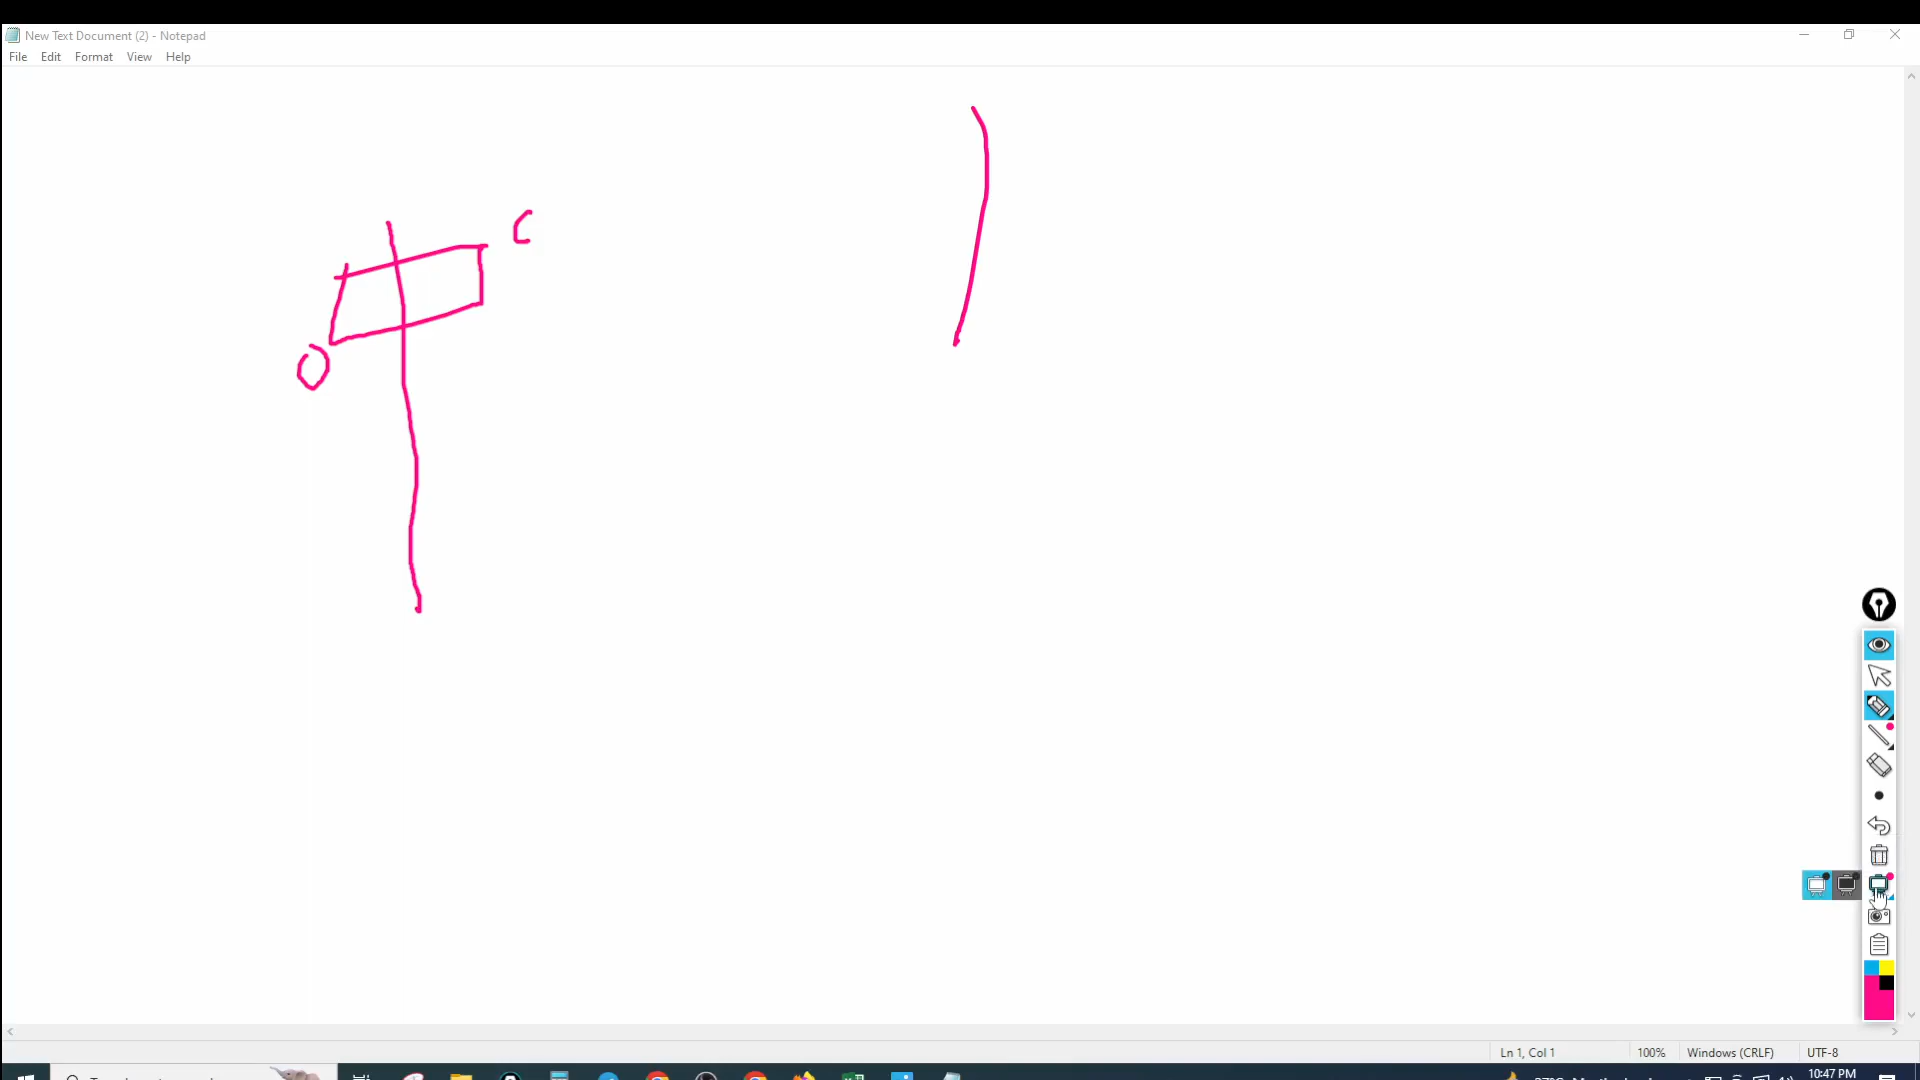 New Text Document (2) - Notepad
File Edit Format View Help
C
O
Ln 1, Col 1 100% Windows (CRLF) UTF-8
10:47 PM